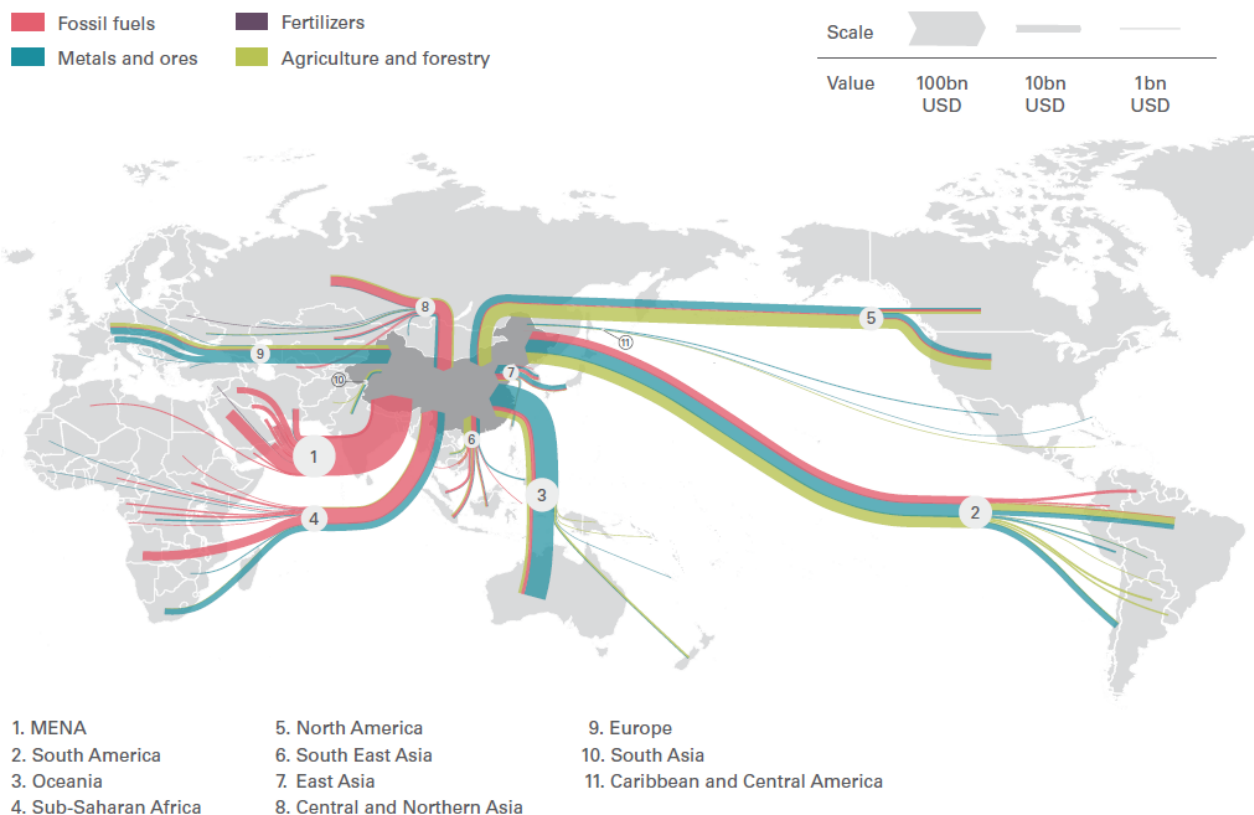 Fossil fuels
Fertilizers
Metals and ores
Agriculture and forestry
Scale
Value 100bn USD 10bn USD 1bn USD
5
8
11
9
7
10
6
1
3
4
2
1. MENA
2. South America
3. Oceania
4. Sub-Saharan Africa
5. North America
6. South East Asia
7. East Asia
8. Central and Northern Asia
9. Europe
10. South Asia
11. Caribbean and Central America